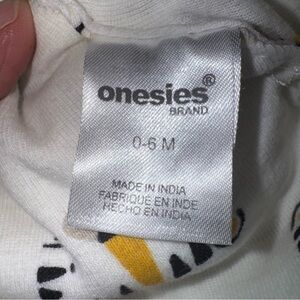 onesies®
BRAND
0-6 M
MADE IN INDIA
FABRIQUÉ EN INDE
HECHO EN INDIA